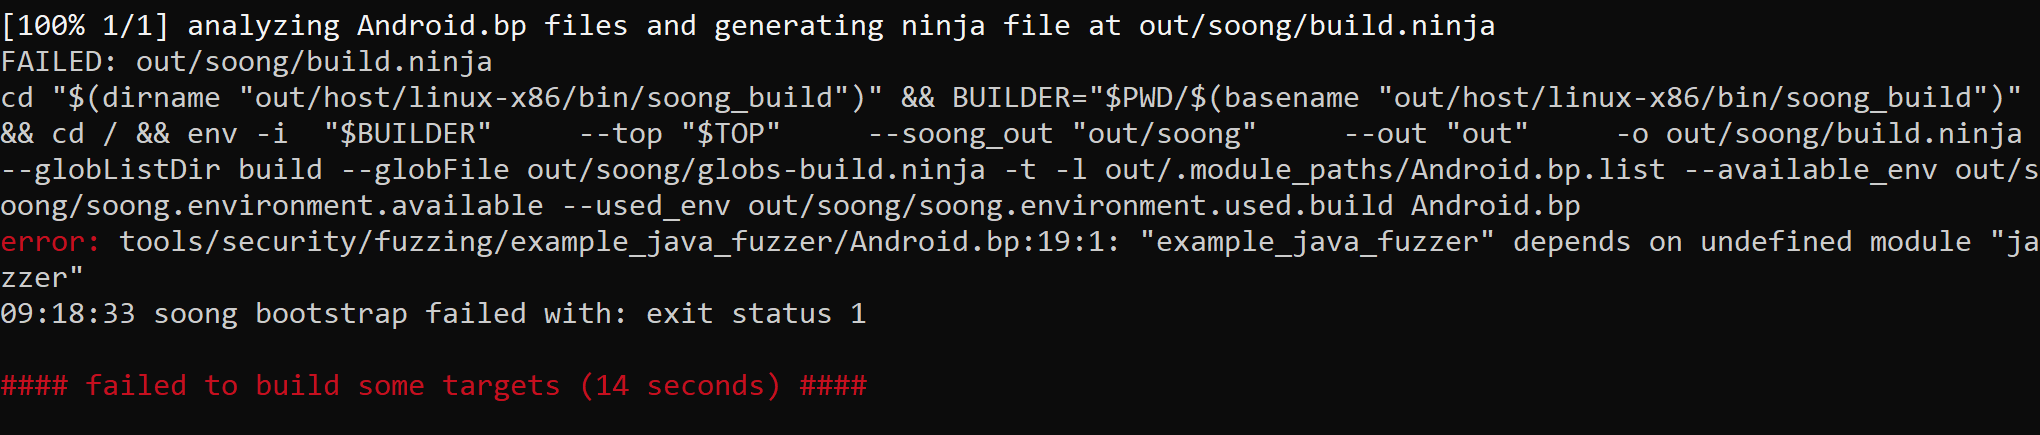 [100% 1/1] analyzing Android.bp files and generating ninja file at out/soong/build.ninja
FAILED: out/soong/build.ninja
cd "$(dirname "out/host/linux-x86/bin/soong_build")" && BUILDER="$PWD/$(basename "out/host/linux-x86/bin/soong_build")"
&& cd / && env -i  "$BUILDER"     --top "$TOP"     --soong_out "out/soong"     --out "out"     -o out/soong/build.ninja
--globListDir build --globFile out/soong/globs-build.ninja -t -l out/.module_paths/Android.bp.list --available_env out/s
oong/soong.environment.available --used_env out/soong/soong.environment.used.build Android.bp
error: tools/security/fuzzing/example_java_fuzzer/Android.bp:19:1: "example_java_fuzzer" depends on undefined module "ja
zzer"
09:18:33 soong bootstrap failed with: exit status 1
#### failed to build some targets (14 seconds) ####